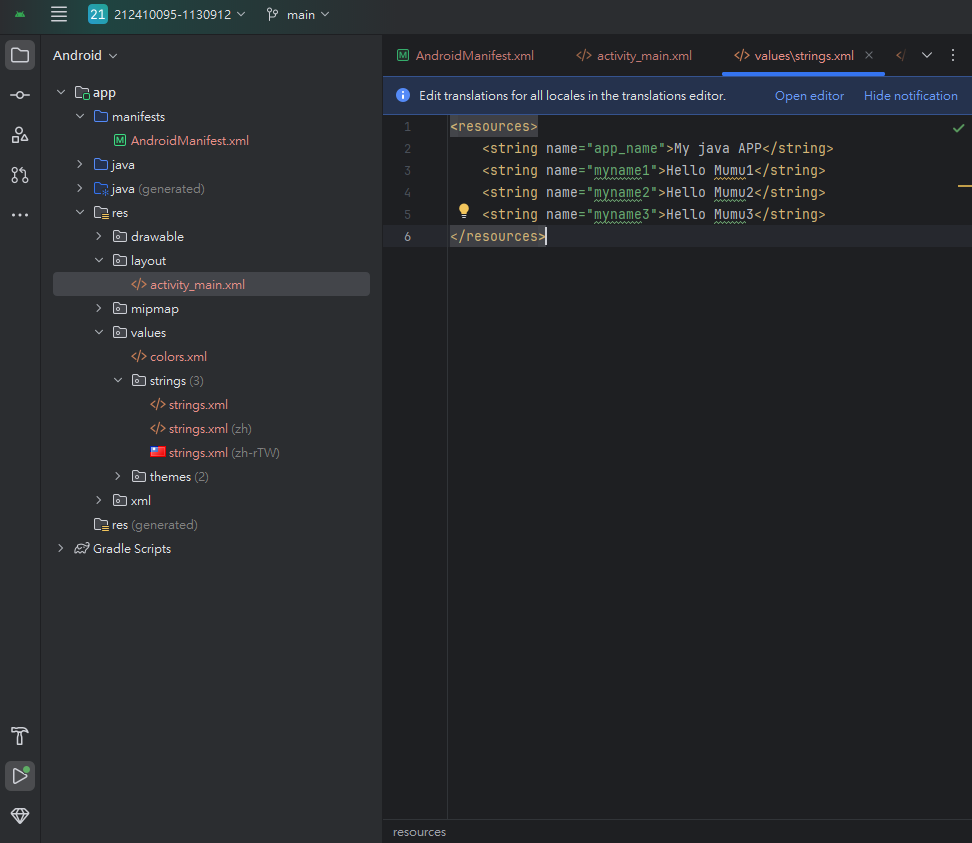 21 212410095-1130912 main
Android
app
manifests
AndroidManifest.xml
java
java (generated)
res
drawable
layout
activity_main.xml
mipmap
values
colors.xml
strings (3)
strings.xml
strings.xml (zh)
strings.xml (zh-rTW)
themes (2)
xml
res (generated)
Gradle Scripts
AndroidManifest.xml activity_main.xml values\strings.xml
Edit translations for all locales in the translations editor. Open editor Hide notification
1 <resources>
2 <string name="app_name">My java APP</string>
3 <string name="myname1">Hello Mumu1</string>
4 <string name="myname2">Hello Mumu2</string>
5 <string name="myname3">Hello Mumu3</string>
6 </resources>
resources